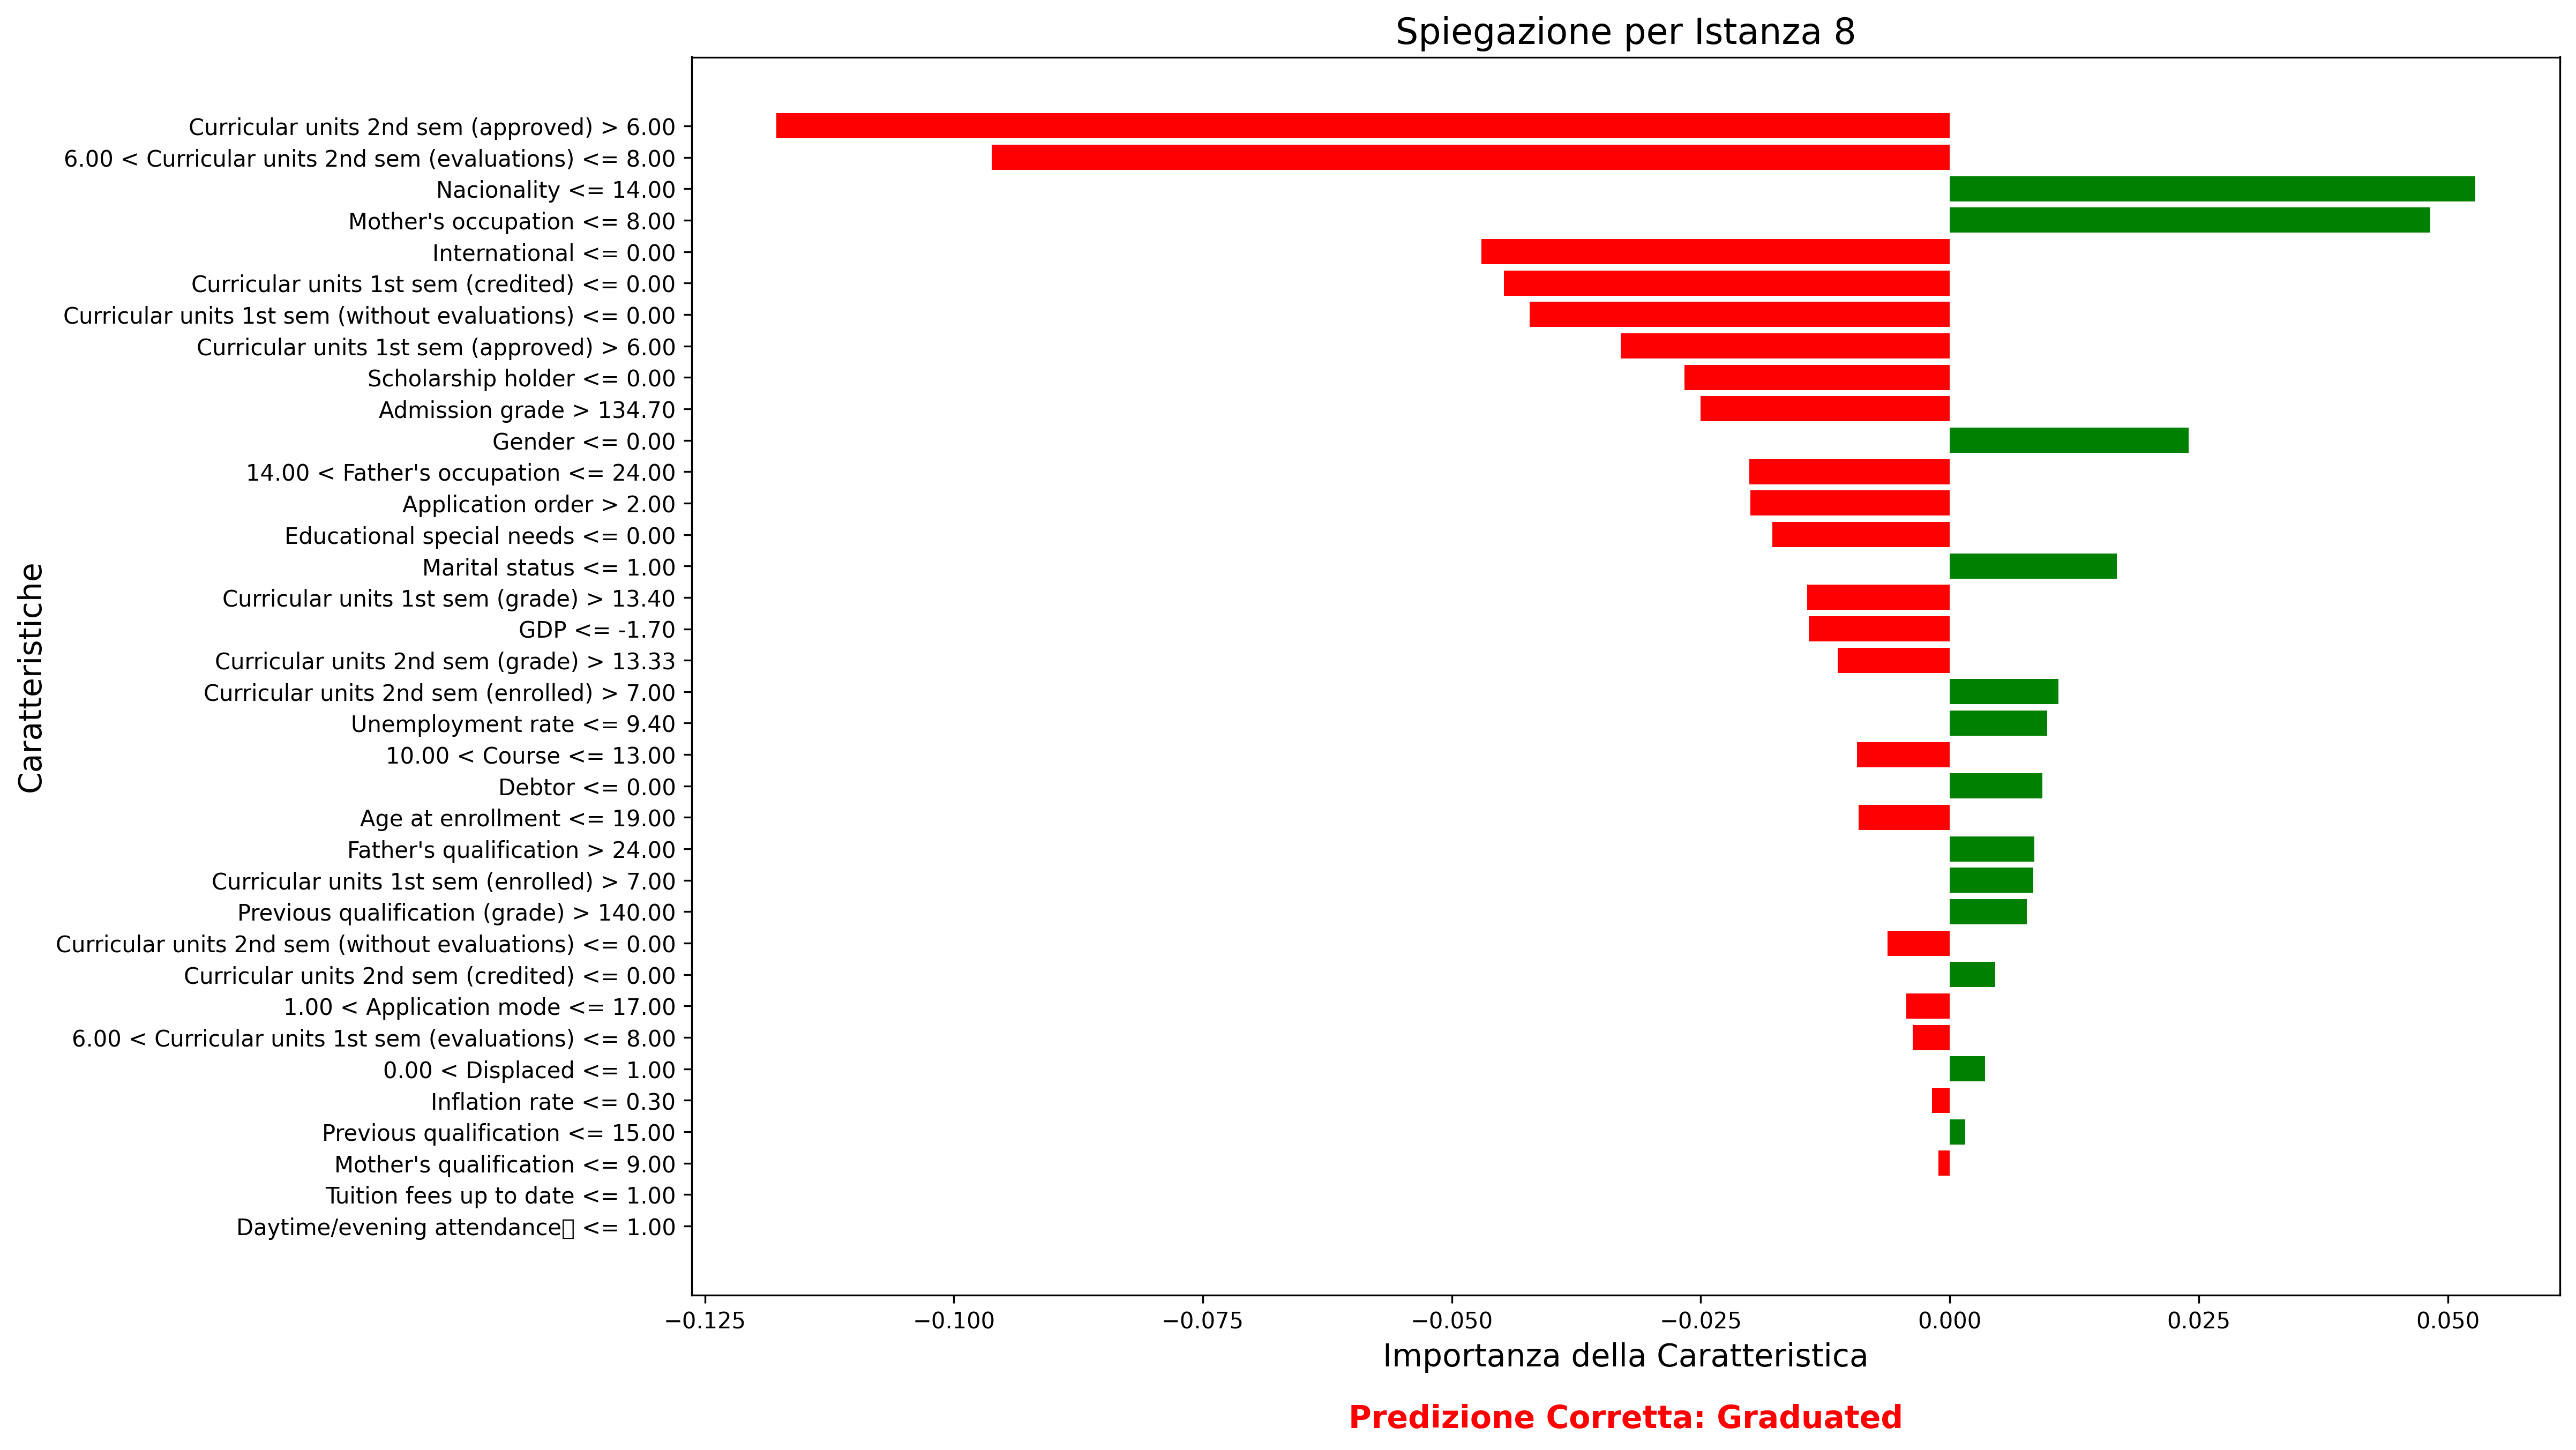 Spiegazione per Istanza 8
Curricular units 2nd sem (approved) > 6.00
6.00 < Curricular units 2nd sem (evaluations) <= 8.00
Nacionality <= 14.00
Mother's occupation <= 8.00
International <= 0.00
Curricular units 1st sem (credited) <= 0.00
Curricular units 1st sem (without evaluations) <= 0.00
Curricular units 1st sem (approved) > 6.00
Scholarship holder <= 0.00
Admission grade > 134.70
Gender <= 0.00
14.00 < Father's occupation <= 24.00
Application order > 2.00
Educational special needs <= 0.00
Marital status <= 1.00
Curricular units 1st sem (grade) > 13.40
GDP <= -1.70
Curricular units 2nd sem (grade) > 13.33
Curricular units 2nd sem (enrolled) > 7.00
Unemployment rate <= 9.40
10.00 < Course <= 13.00
Debtor <= 0.00
Age at enrollment <= 19.00
Father's qualification > 24.00
Curricular units 1st sem (enrolled) > 7.00
Previous qualification (grade) > 140.00
Curricular units 2nd sem (without evaluations) <= 0.00
Curricular units 2nd sem (credited) <= 0.00
1.00 < Application mode <= 17.00
6.00 < Curricular units 1st sem (evaluations) <= 8.00
0.00 < Displaced <= 1.00
Inflation rate <= 0.30
Previous qualification <= 15.00
Mother's qualification <= 9.00
Tuition fees up to date <= 1.00
Daytime/evening attendance▯ <= 1.00
Caratteristiche
−0.125 −0.100 −0.075 −0.050 −0.025 0.000 0.025 0.050
Importanza della Caratteristica
Predizione Corretta: Graduated